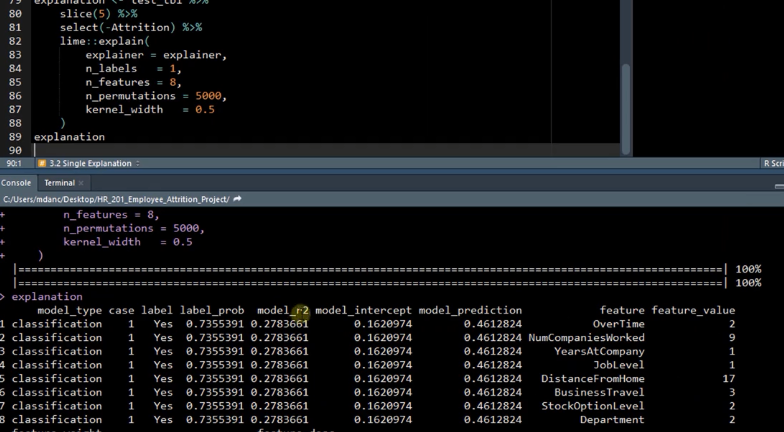 79 explanation <- test_tbl %>%
80 slice(5) %>%
81 select(-Attrition) %>%
82 lime::explain(
83 explainer = explainer,
84 n_labels = 1,
85 n_features = 8,
86 n_permutations = 5000,
87 kernel_width = 0.5
88 )
89 explanation
90
90:1 # 3.2 Single Explanation R Scri
Console Terminal ×
C:/Users/mdanc/Desktop/HR_201_Employee_Attrition_Project/
+ n_features = 8,
+ n_permutations = 5000,
+ kernel_width = 0.5
+ )
|=========================================================================| 100%
|=========================================================================| 100%
> explanation
model_type case label label_prob model_r2 model_intercept model_prediction feature feature_value
1 classification 1 Yes 0.7355391 0.2783661 0.1620974 0.4612824 OverTime 2
2 classification 1 Yes 0.7355391 0.2783661 0.1620974 0.4612824 NumCompaniesWorked 9
3 classification 1 Yes 0.7355391 0.2783661 0.1620974 0.4612824 YearsAtCompany 1
4 classification 1 Yes 0.7355391 0.2783661 0.1620974 0.4612824 JobLevel 1
5 classification 1 Yes 0.7355391 0.2783661 0.1620974 0.4612824 DistanceFromHome 17
6 classification 1 Yes 0.7355391 0.2783661 0.1620974 0.4612824 BusinessTravel 3
7 classification 1 Yes 0.7355391 0.2783661 0.1620974 0.4612824 StockOptionLevel 2
8 classification 1 Yes 0.7355391 0.2783661 0.1620974 0.4612824 Department 2